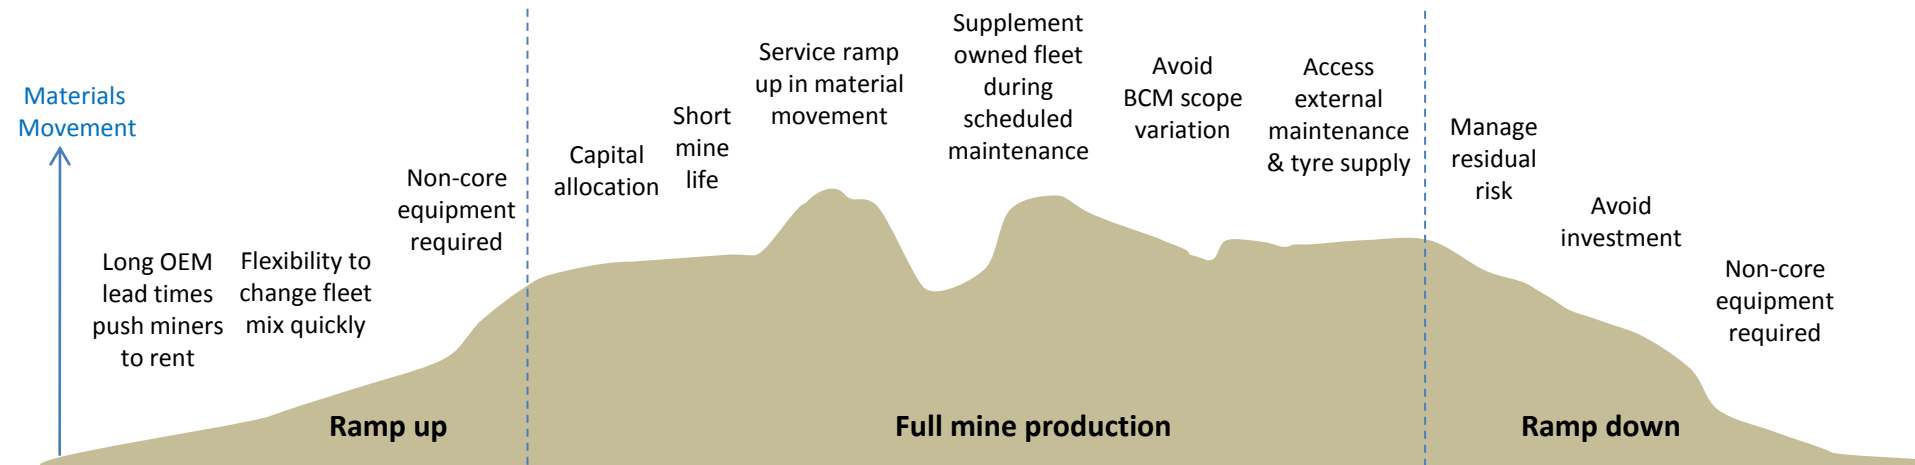 Materials
Movement
Long OEM
lead times
push miners
to rent
Flexibility to
change fleet
mix quickly
Non-core
equipment
required
Capital
allocation
Short
mine
life
Service ramp
up in material
movement
Supplement
owned fleet
during
scheduled
maintenance
Avoid
BCM scope
variation
Access
external
maintenance
& tyre supply
Manage
residual
risk
Avoid
investment
Non-core
equipment
required
Ramp up
Full mine production
Ramp down